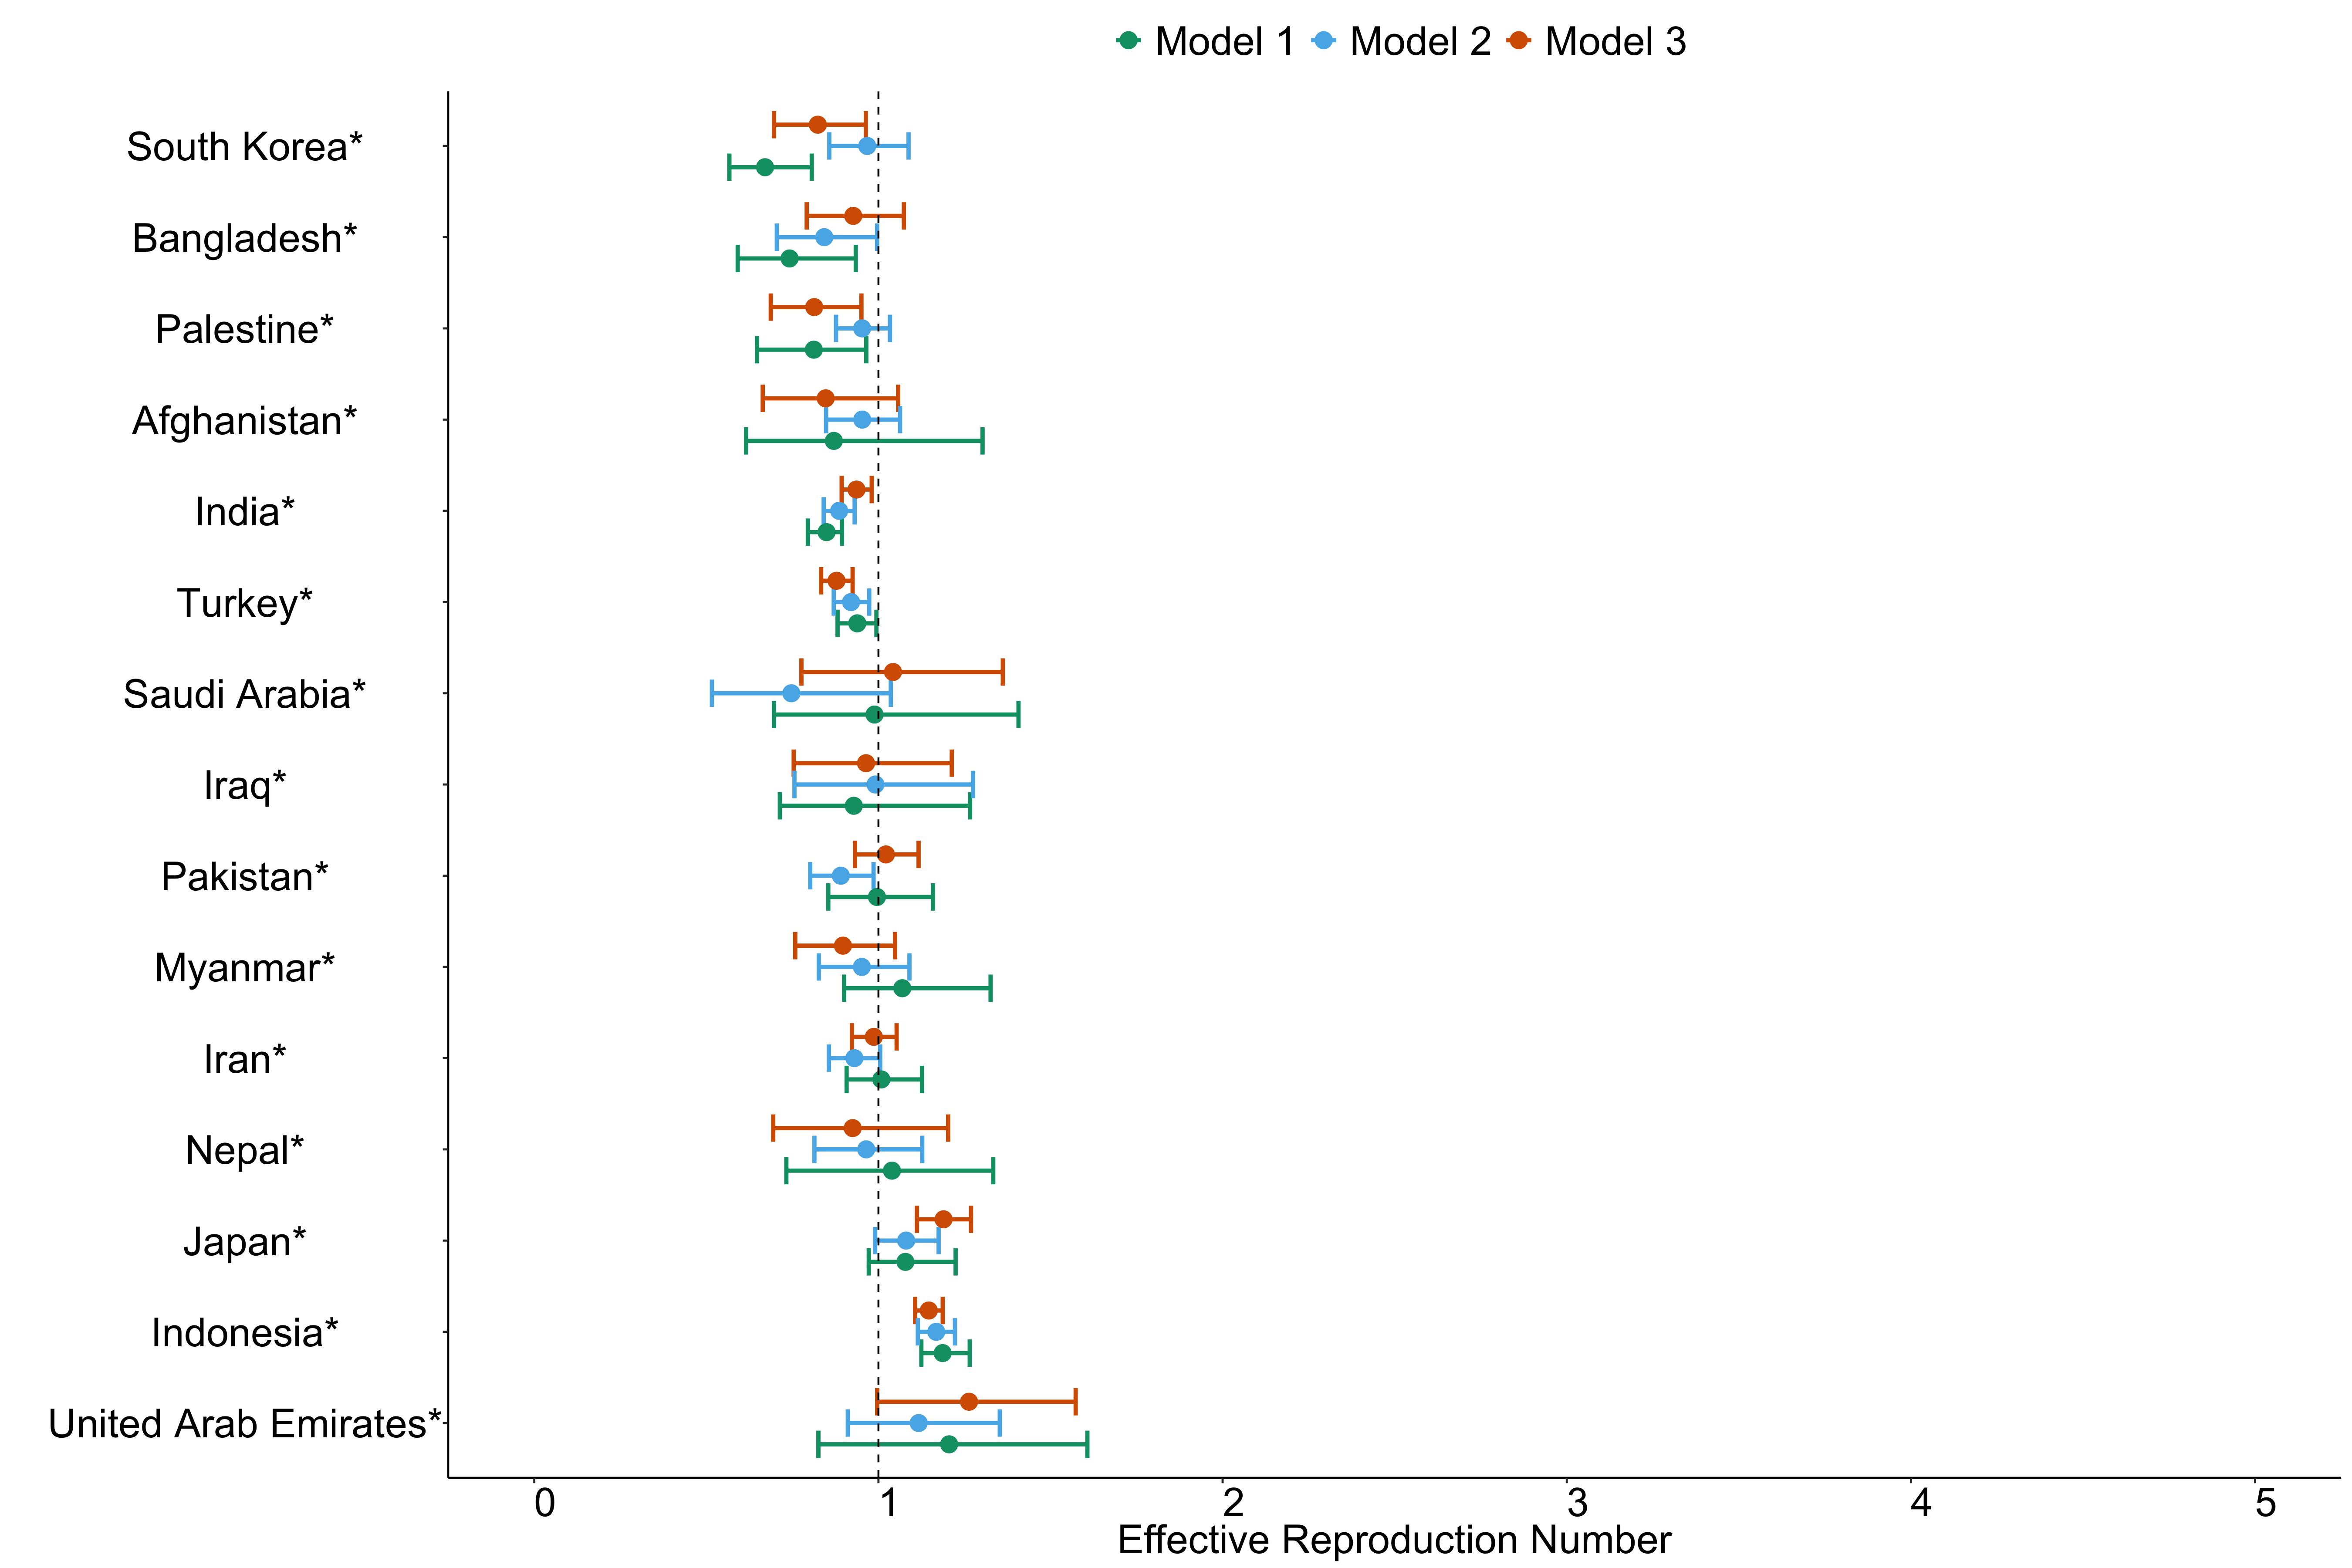 Model 1 Model 2 Model 3
South Korea*
Bangladesh*
Palestine*
Afghanistan*
India*
Turkey*
Saudi Arabia*
Iraq*
Pakistan*
Myanmar*
Iran*
Nepal*
Japan*
Indonesia*
United Arab Emirates*
0 1 2 3 4 5
Effective Reproduction Number